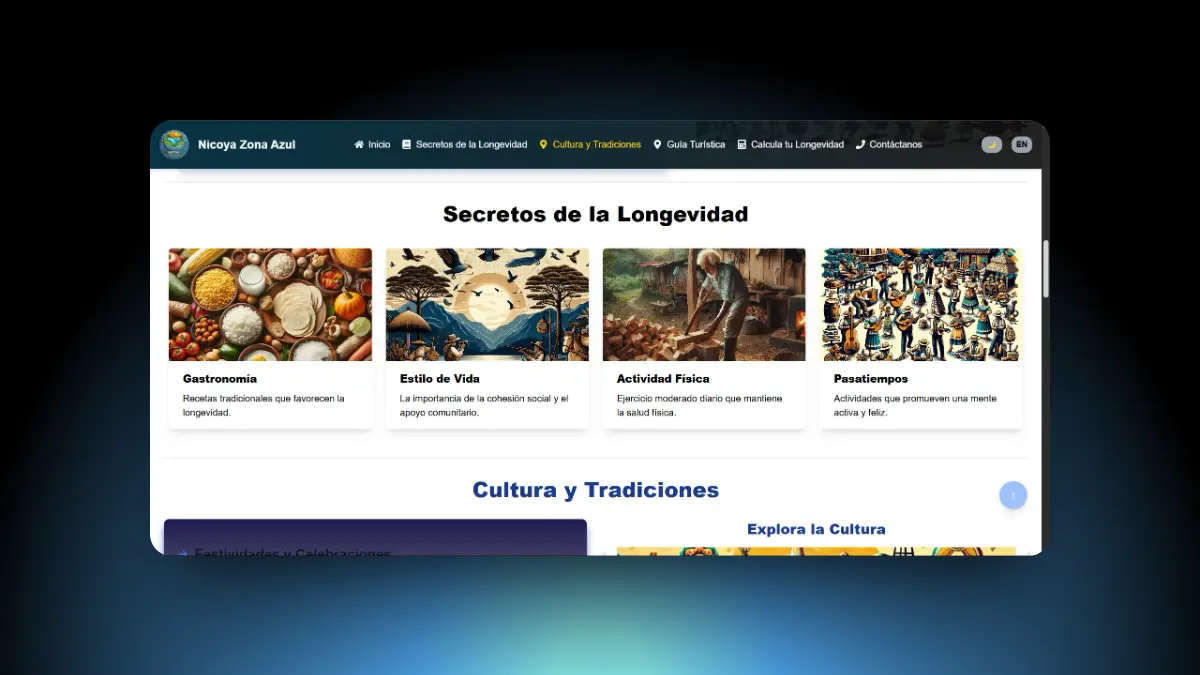 Nicoya Zona Azul
Inicio
Secretos de la Longevidad
Cultura y Tradiciones
Guía Turística
Calcula tu Longevidad
Contáctanos
EN
Secretos de la Longevidad
Gastronomía
Recetas tradicionales que favorecen la
longevidad.
Estilo de Vida
La importancia de la cohesión social y el
apoyo comunitario.
Actividad Física
Ejercicio moderado diario que mantiene
la salud física.
Pasatiempos
Actividades que promueven una mente
activa y feliz.
Cultura y Tradiciones
↑
→ Festividades y Celebraciones
Explora la Cultura